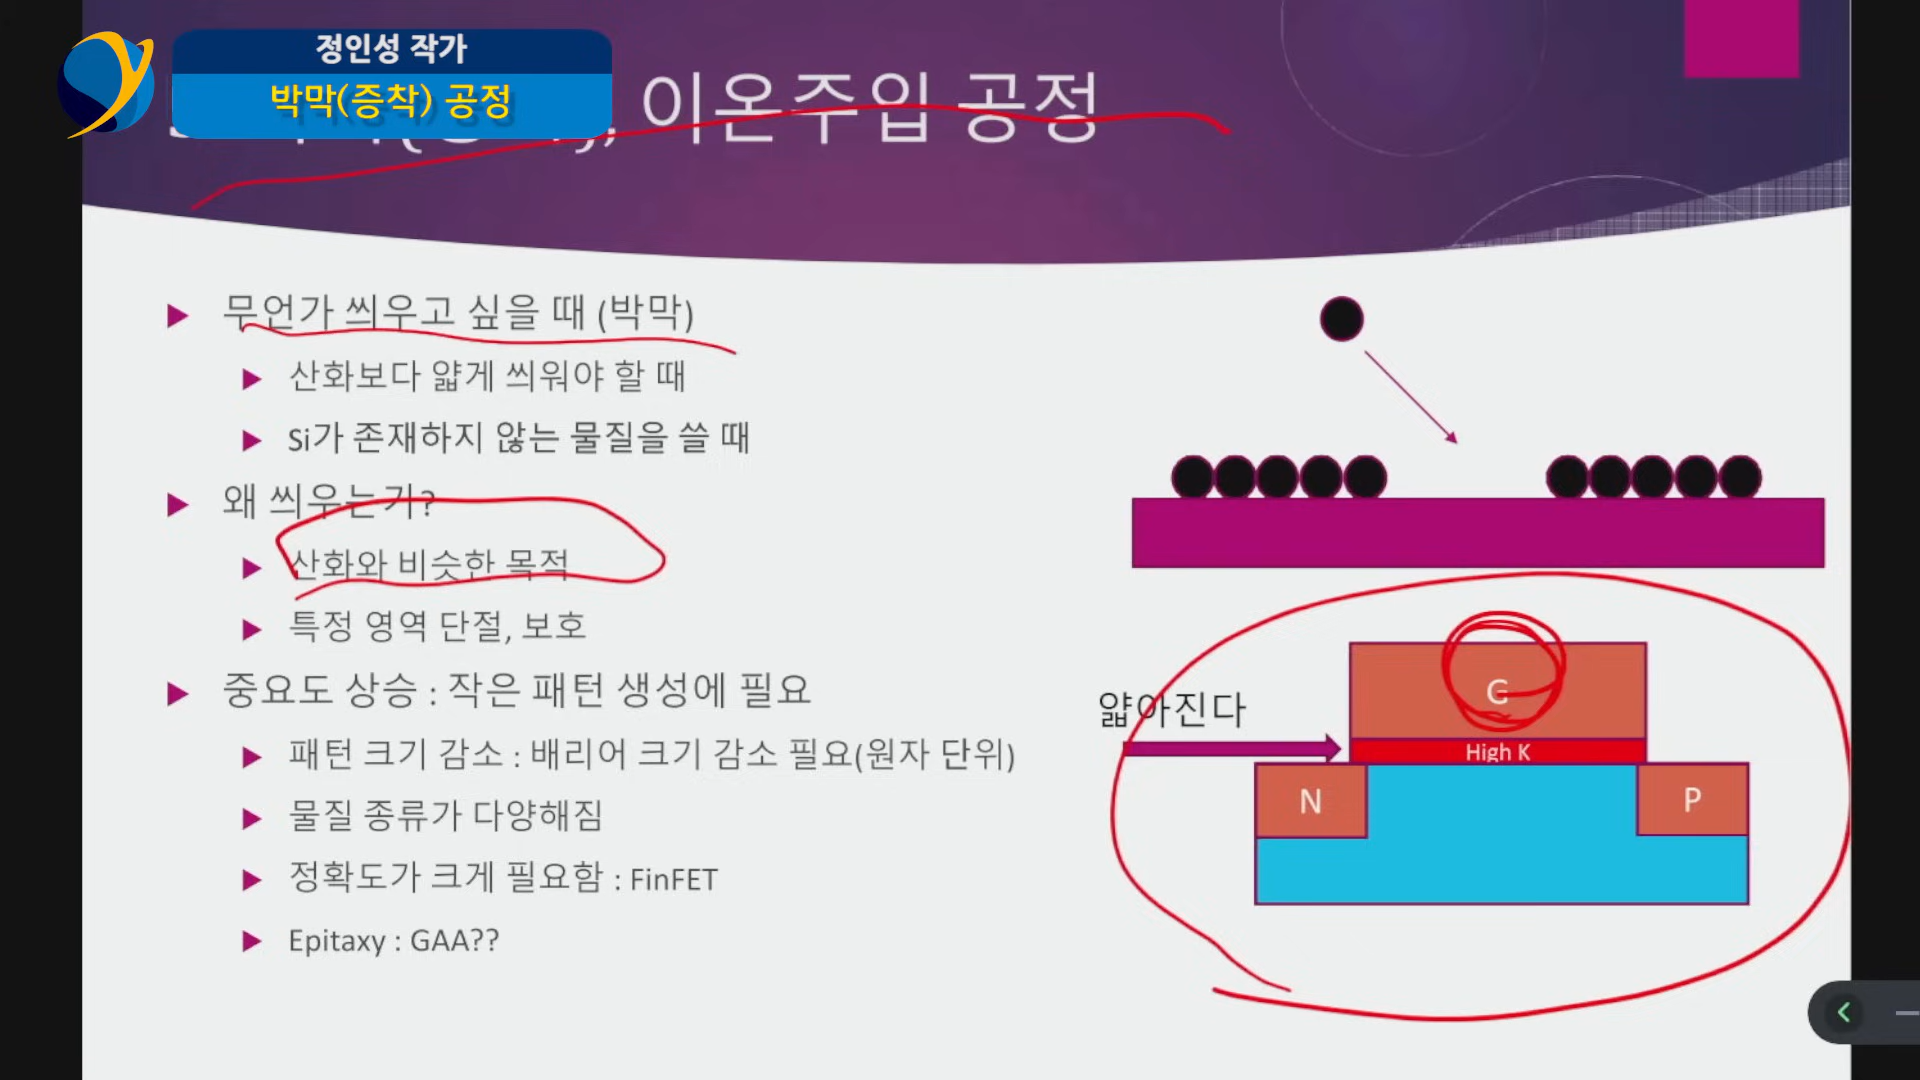 정인성 작가
박막(증착) 공정
이온주입 공정
무언가 씌우고 싶을 때 (박막)
산화보다 얇게 씌워야 할 때
Si가 존재하지 않는 물질을 쓸 때
왜 씌우는가?
산화와 비슷한 목적
특정 영역 단절, 보호
중요도 상승 : 작은 패턴 생성에 필요
패턴 크기 감소 : 배리어 크기 감소 필요(원자 단위)
물질 종류가 다양해짐
정확도가 크게 필요함 : FinFET
Epitaxy : GAA??
얇아진다
G
High K
N
P